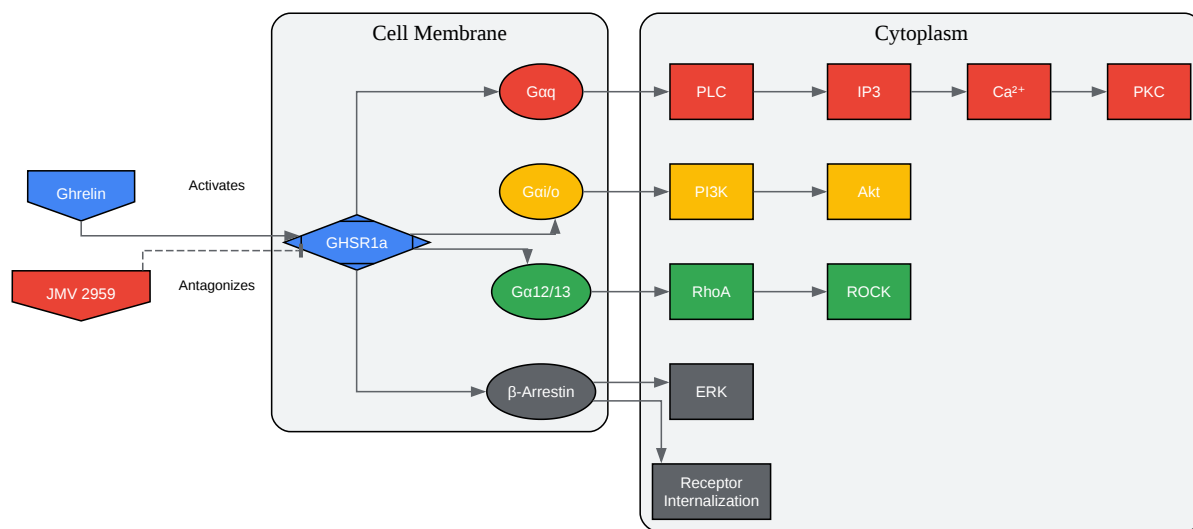 Cell Membrane
Cytoplasm
Gαq
PLC
IP3
Ca²⁺
PKC
Ghrelin
Activates
Gαi/o
PI3K
Akt
GHSR1a
JMV 2959
Antagonizes
Gα12/13
RhoA
ROCK
β-Arrestin
ERK
Receptor
Internalization